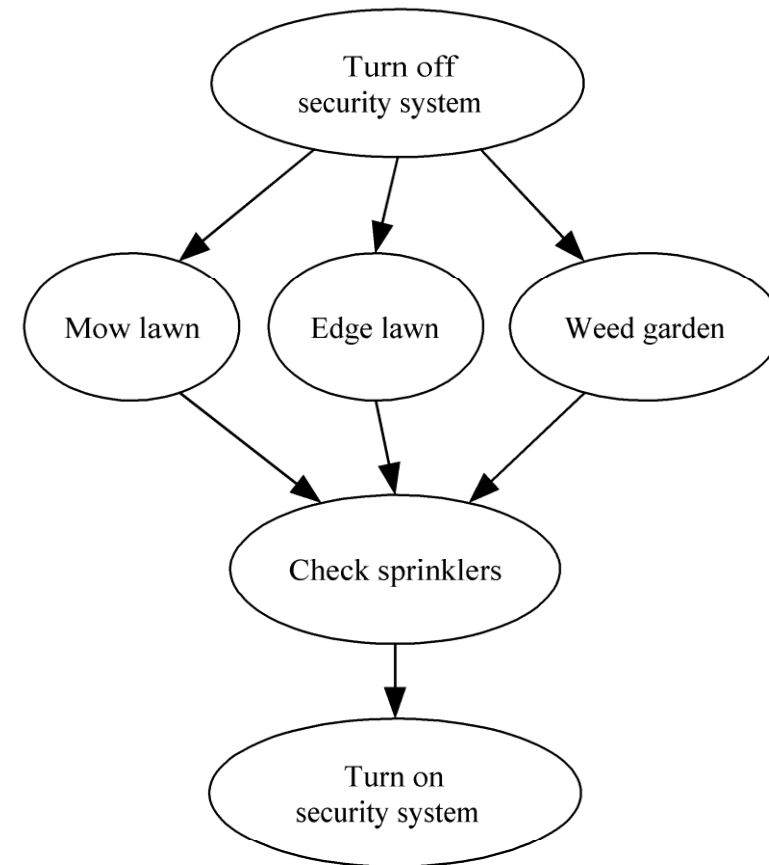 Turn off
security system
Mow lawn
Edge lawn
Weed garden
Check sprinklers
Turn on
security system